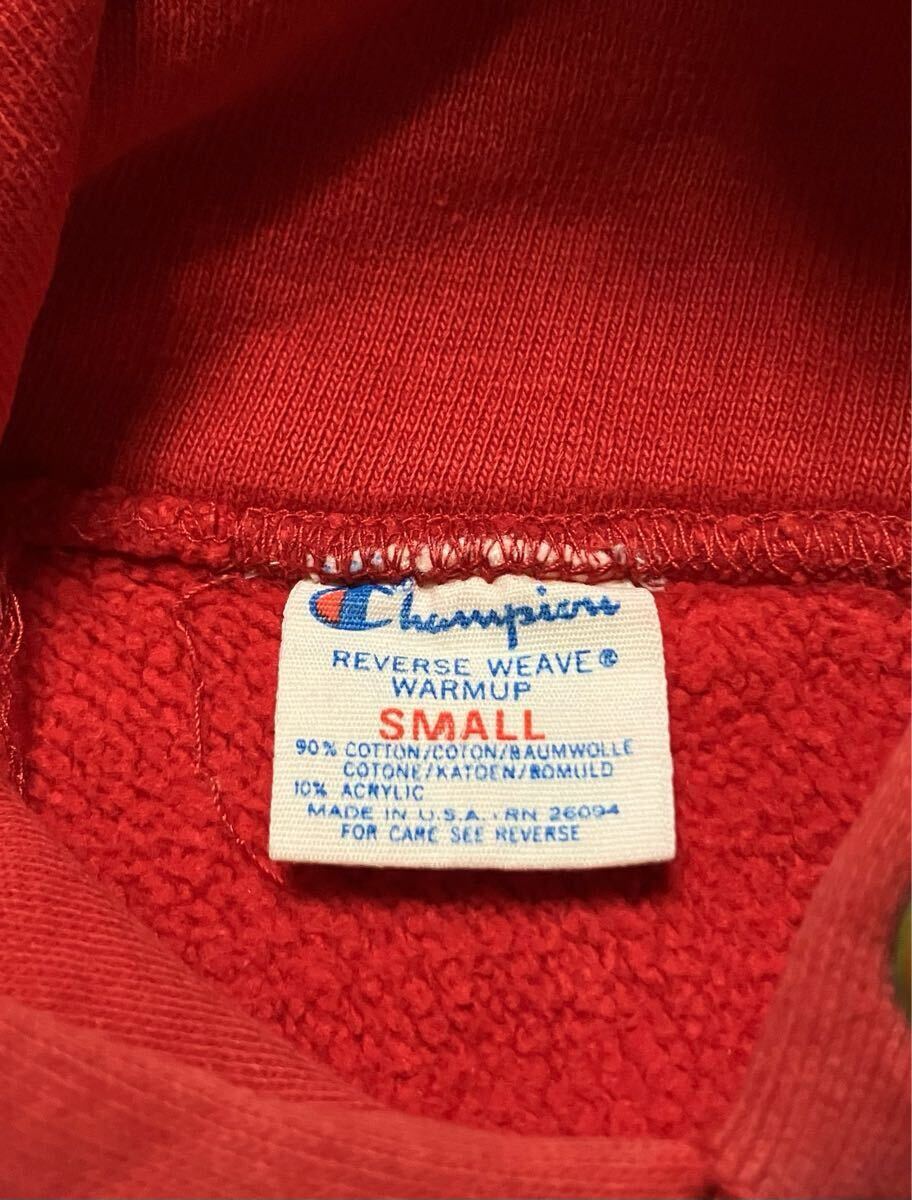 Champion
REVERSE WEAVE®
WARMUP
SMALL
90% COTTON/COTON/BAUMWOLLE
COTONE/KATOEN/ROMULD
10% ACRYLIC
MADE IN U.S.A. · RN 26094
FOR CARE SEE REVERSE